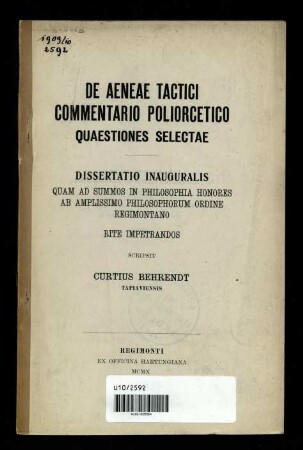 1909/10
2592
DE AENEAE TACTICI
COMMENTARIO POLIORCETICO
QUAESTIONES SELECTAE
DISSERTATIO INAUGURALIS
QUAM AD SUMMOS IN PHILOSOPHIA HONORES
AB AMPLISSIMO PHILOSOPHORUM ORDINE
REGIMONTANO
RITE IMPETRANDOS
SCRIPSIT
CURTIUS BEHRENDT
TAPIAVIENSIS
REGIMONTI
EX OFFICINA HARTUNGIANA
MCMX
U10/2592